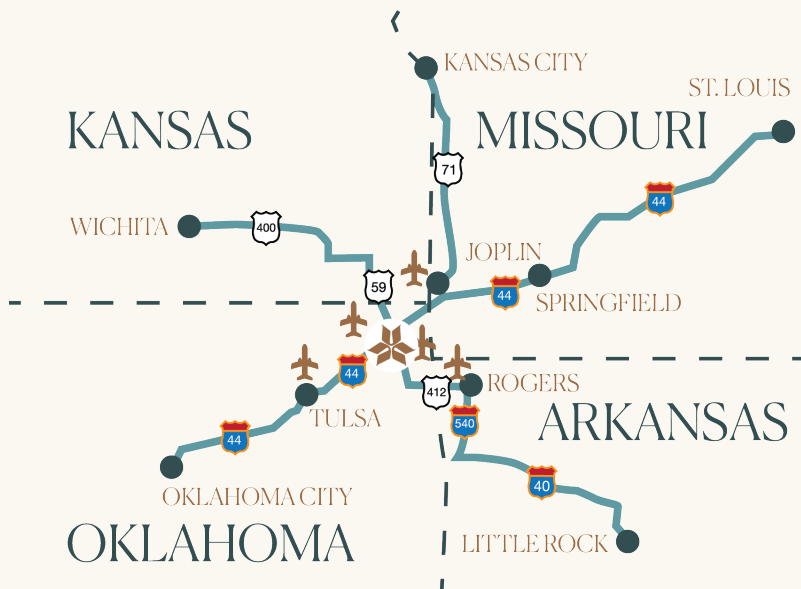 KANSAS CITY
ST. LOUIS
KANSAS
MISSOURI
71
44
WICHITA
400
JOPLIN
59
44
SPRINGFIELD
44
412
ROGERS
TULSA
540
ARKANSAS
44
40
OKLAHOMA CITY
OKLAHOMA
LITTLE ROCK